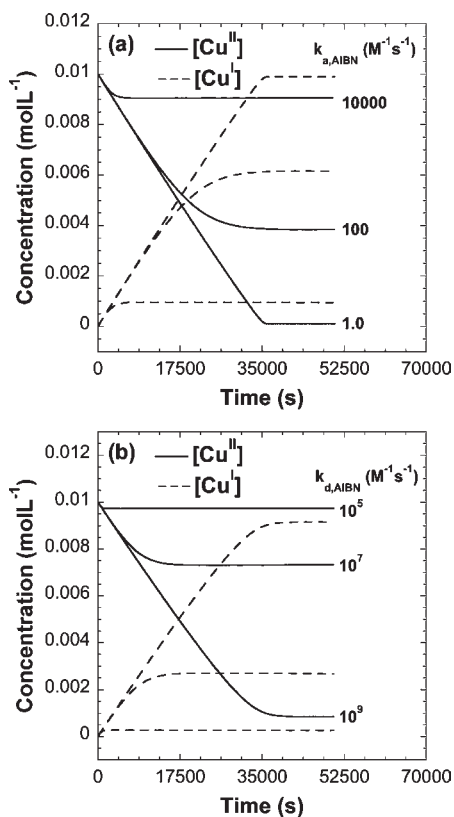 (a) [Cu^II] k_a,AIBN (M^-1s^-1)
[Cu^I]
0.012
0.01
0.008
0.006
0.004
0.002
0
10000
100
1.0
Concentration (molL^-1)
0 17500 35000 52500 70000
Time (s)
(b) [Cu^II] k_d,AIBN (M^-1s^-1)
[Cu^I]
0.012
0.01
0.008
0.006
0.004
0.002
0
10^5
10^7
10^9
Concentration (molL^-1)
0 17500 35000 52500 70000
Time (s)